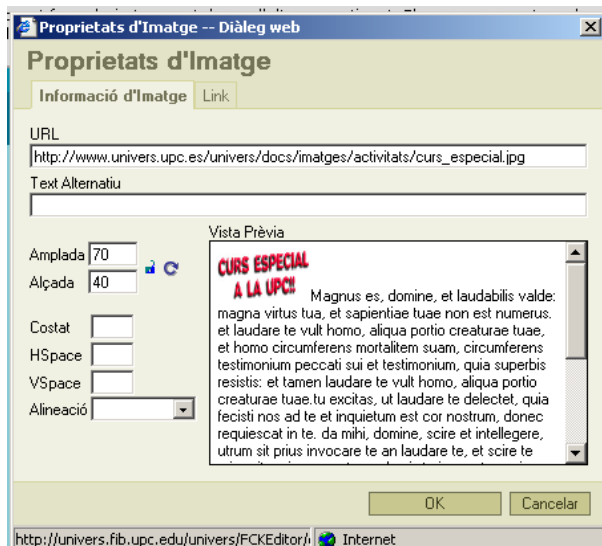 Proprietats d'Imatge -- Diàleg web
Proprietats d'Imatge
Informació d'Imatge Link
URL
http://www.univers.upc.es/univers/docs/imatges/activitats/curs_especial.jpg
Text Alternatiu
Vista Prèvia
Amplada 70
Alçada 40
Costat
HSpace
VSpace
Alineació
CURS ESPECIAL
A LA UPC!!
Magnus es, domine, et laudabilis valde:
magna virtus tua, et sapientiae tuae non est numerus.
et laudare te vult homo, aliqua portio creaturae tuae,
et homo circumferens mortalitem suam, circumferens
testimonium peccati sui et testimonium, quia superbis
resistis: et tamen laudare te vult homo, aliqua portio
creaturae tuae.tu excitas, ut laudare te delectet, quia
fecisti nos ad te et inquietum est cor nostrum, donec
requiescat in te. da mihi, domine, scire et intellegere,
utrum sit prius invocare te an laudare te, et scire te
OK Cancelar
http://univers.fib.upc.edu/univers/FCKEditor/ Internet